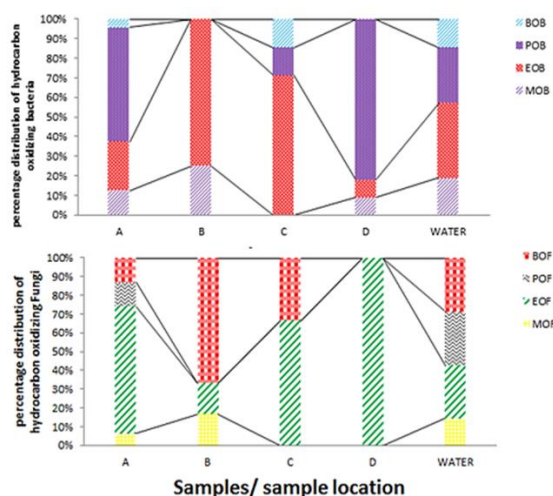 percentage distribution of hydrocarbon
oxidizing bacteria
100%
90%
80%
70%
60%
50%
40%
30%
20%
10%
0%
A
B
C
D
WATER
BOB
POB
EOB
MOB
percentage distribution of
hydrocarbon oxidizing Fungi
100%
90%
80%
70%
60%
50%
40%
30%
20%
10%
0%
A
B
C
D
WATER
BOF
POF
EOF
MOF
Samples/ sample location